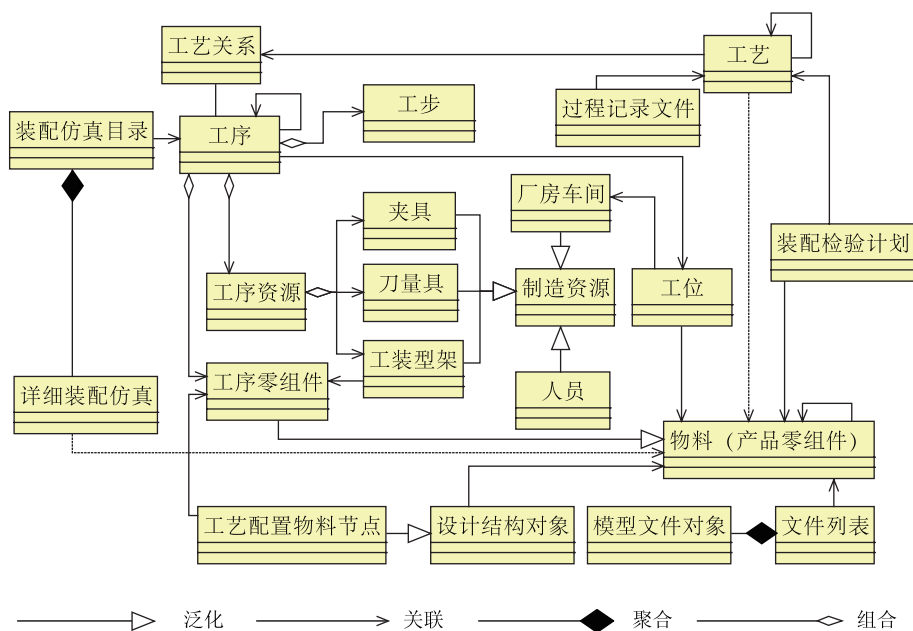 工艺关系
工艺
工步
过程记录文件
装配仿真目录
工序
夹具
厂房车间
装配检验计划
工序资源
刀量具
制造资源
工位
工装型架
工序零组件
人员
详细装配仿真
物料（产品零组件）
工艺配置物料节点
设计结构对象
模型文件对象
文件列表
泛化
关联
聚合
组合